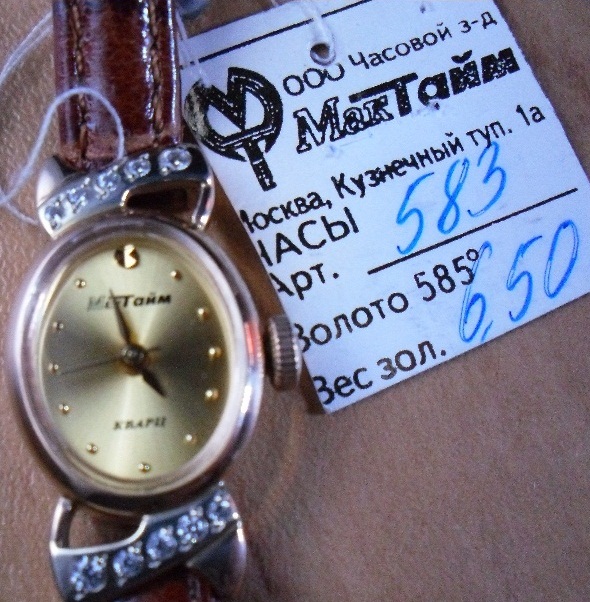 ООО Часовой з-д
МакТайм
Москва, Кузнечный туп. 1а
ЧАСЫ
Арт. 583
Золото 585°
Вес зол. 6,50
МакТайм
КВАРЦ